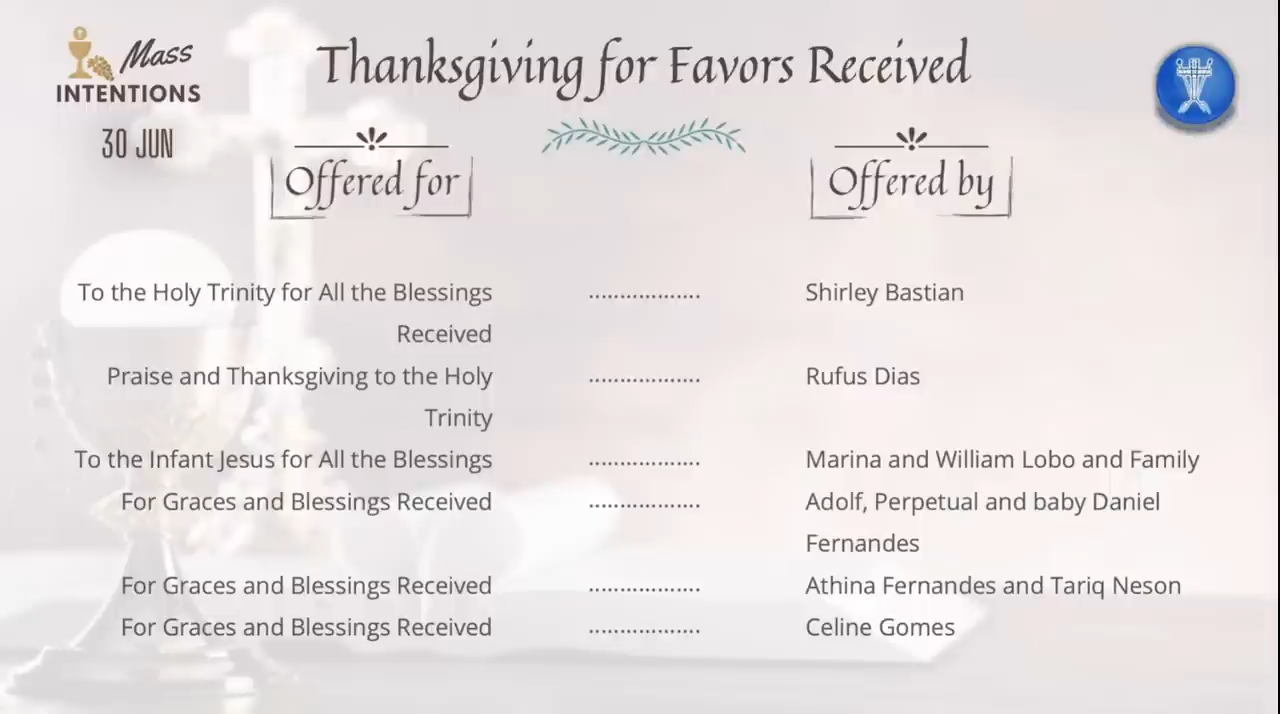 Mass
INTENTIONS
30 JUN
Thanksgiving for Favors Received
Offered for
Offered by
To the Holy Trinity for All the Blessings Received .................. Shirley Bastian
Praise and Thanksgiving to the Holy Trinity .................. Rufus Dias
To the Infant Jesus for All the Blessings .................. Marina and William Lobo and Family
For Graces and Blessings Received .................. Adolf, Perpetual and baby Daniel Fernandes
For Graces and Blessings Received .................. Athina Fernandes and Tariq Neson
For Graces and Blessings Received .................. Celine Gomes